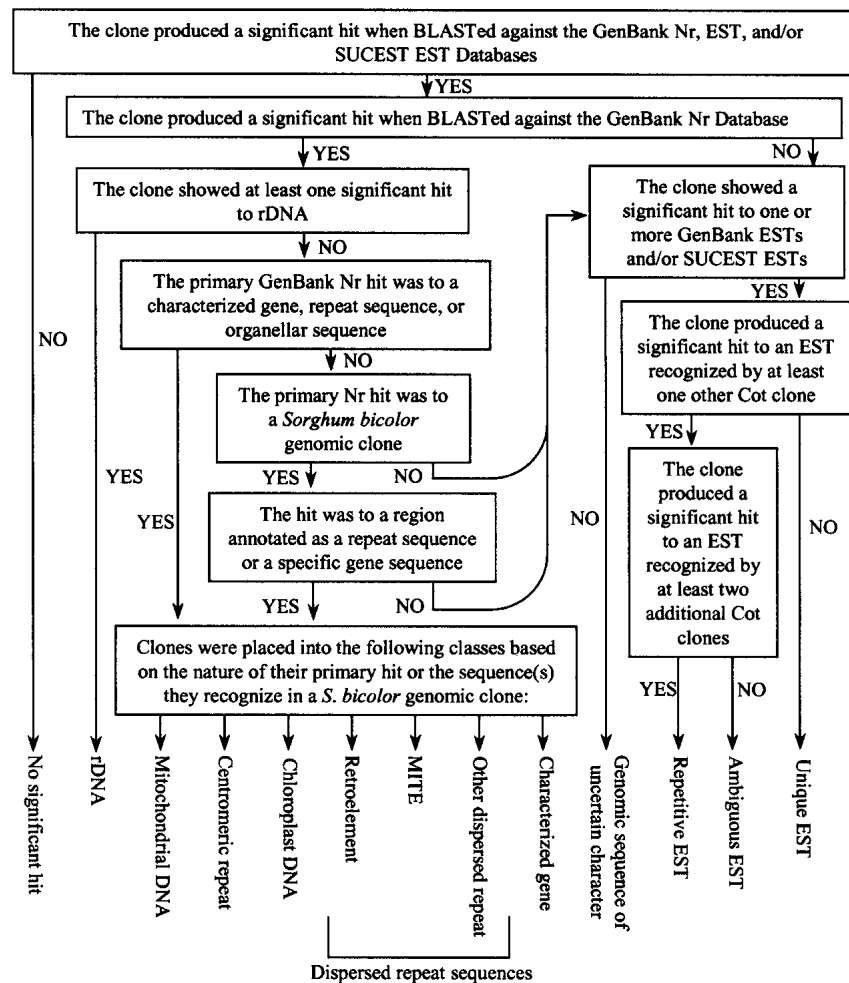 The clone produced a significant hit when BLASTed against the GenBank Nr, EST, and/or
SUCEST EST Databases
YES
The clone produced a significant hit when BLASTed against the GenBank Nr Database
YES
NO
The clone showed at least one significant hit
to rDNA
The clone showed a
significant hit to one or
more GenBank ESTs
and/or SUCEST ESTs
NO
YES
The primary GenBank Nr hit was to a
characterized gene, repeat sequence, or
organellar sequence
The clone produced a
significant hit to an EST
recognized by at least
one other Cot clone
NO
NO
The primary Nr hit was to
a Sorghum bicolor
genomic clone
YES
YES
NO
YES
The clone
produced a
significant hit
to an EST
recognized by
at least two
additional Cot
clones
The hit was to a region
annotated as a repeat sequence
or a specific gene sequence
YES
NO
NO
YES
NO
Clones were placed into the following classes based
on the nature of their primary hit or the sequence(s)
they recognize in a S. bicolor genomic clone:
YES
NO
No significant hit
rDNA
Mitochondrial DNA
Centromeric repeat
Chloroplast DNA
Retroelement
MITE
Other dispersed repeat
Characterized gene
Genomic sequence of
uncertain character
Repetitive EST
Ambiguous EST
Unique EST
Dispersed repeat sequences